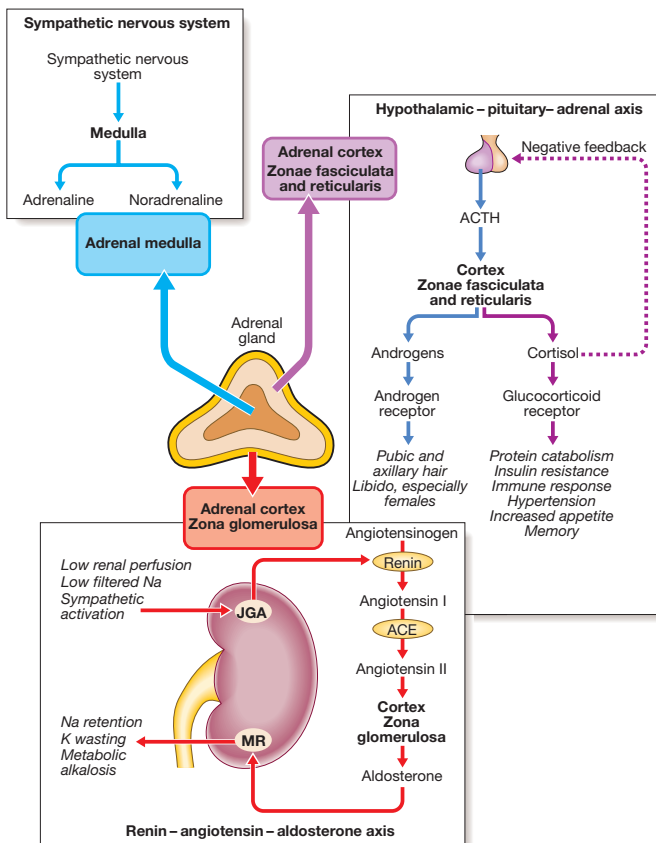 Sympathetic nervous system
Sympathetic nervous
system
Medulla
Adrenaline
Noradrenaline
Adrenal medulla
Adrenal cortex
Zonae fasciculata
and reticularis
Hypothalamic – pituitary – adrenal axis
Negative feedback
ACTH
Cortex
Zonae fasciculata
and reticularis
Androgens
Cortisol
Androgen
receptor
Glucocorticoid
receptor
Pubic and
axillary hair
Libido, especially
females
Protein catabolism
Insulin resistance
Immune response
Hypertension
Increased appetite
Memory
Adrenal
gland
Adrenal cortex
Zona glomerulosa
Low renal perfusion
Low filtered Na
Sympathetic
activation
JGA
Angiotensinogen
Renin
Angiotensin I
ACE
Angiotensin II
Cortex
Zona
glomerulosa
Aldosterone
MR
Na retention
K wasting
Metabolic
alkalosis
Renin – angiotensin – aldosterone axis